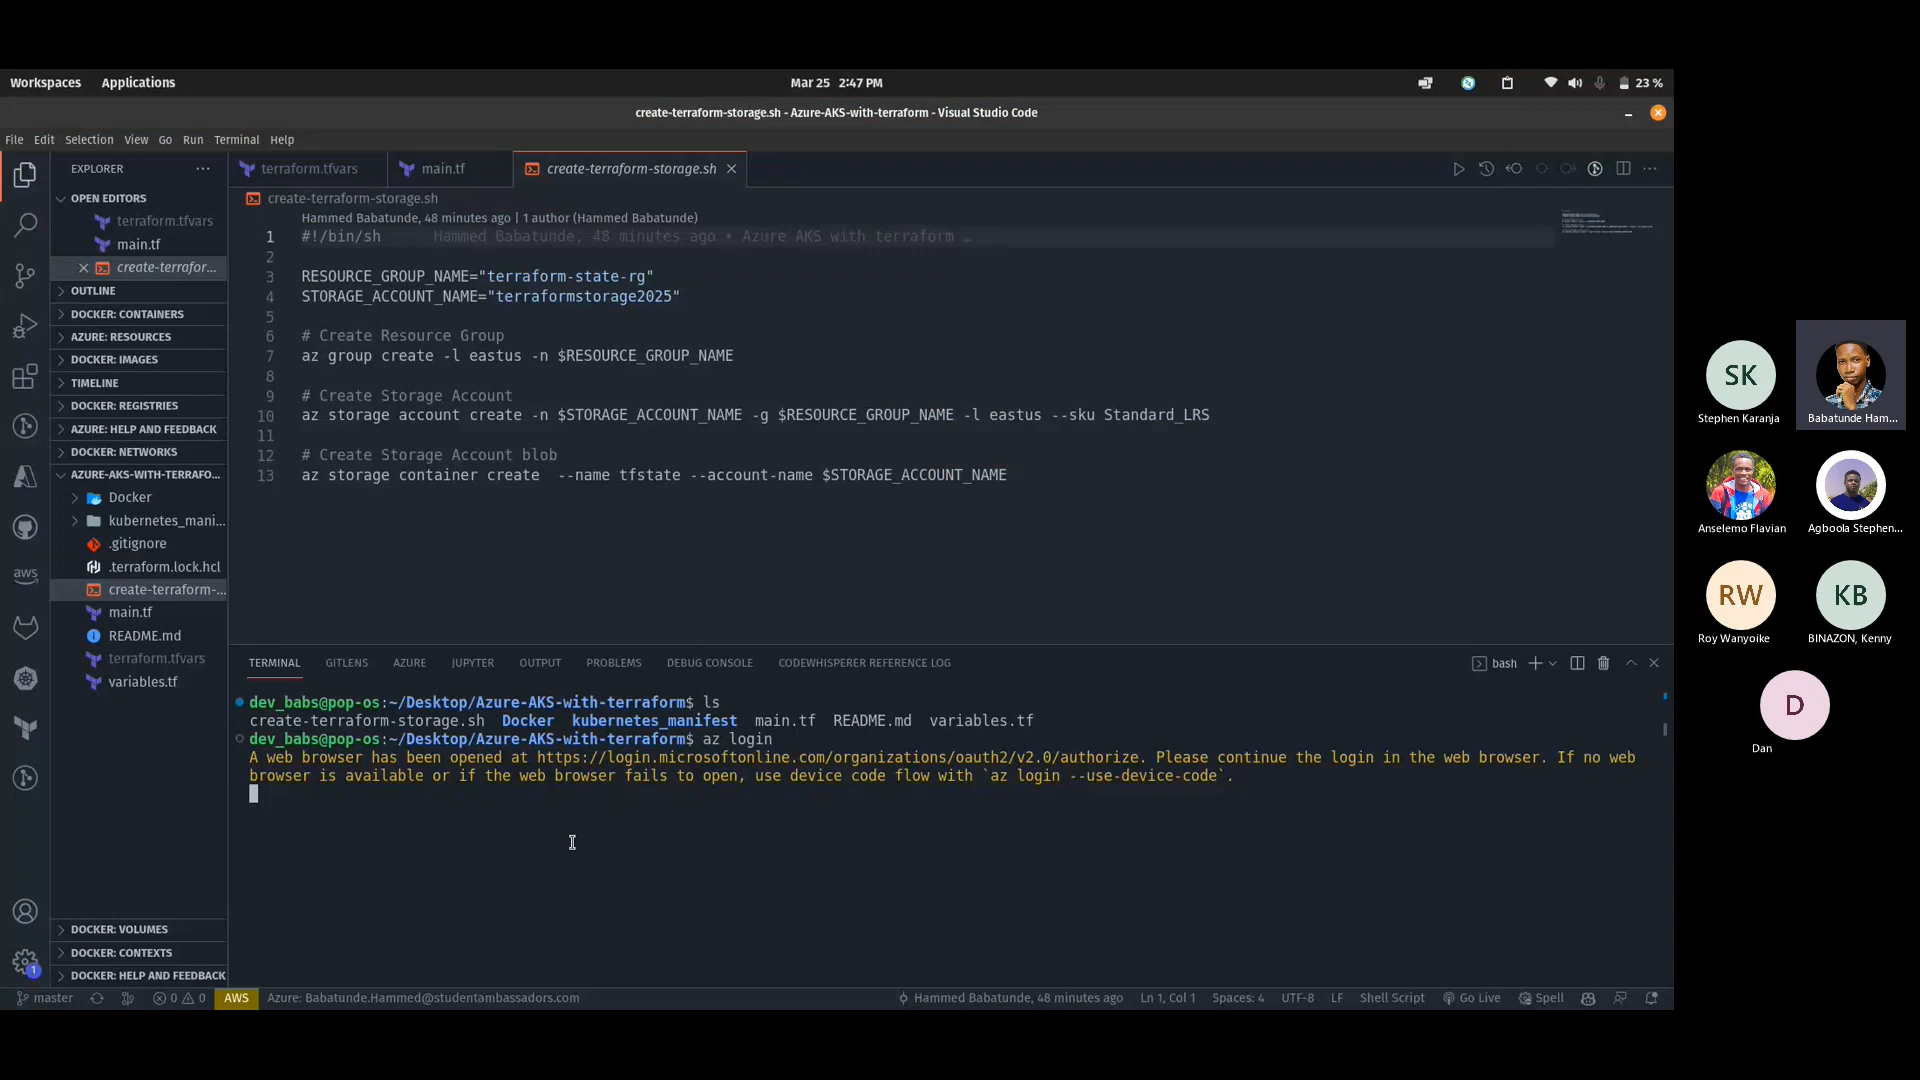 Workspaces Applications Mar 25 2:47 PM 23 %
create-terraform-storage.sh - Azure-AKS-with-terraform - Visual Studio Code
File Edit Selection View Go Run Terminal Help
EXPLORER
OPEN EDITORS
terraform.tfvars
main.tf
create-terrafor...
OUTLINE
DOCKER: CONTAINERS
AZURE: RESOURCES
DOCKER: IMAGES
TIMELINE
DOCKER: REGISTRIES
AZURE: HELP AND FEEDBACK
DOCKER: NETWORKS
AZURE-AKS-WITH-TERRAFO...
Docker
kubernetes_mani...
.gitignore
.terraform.lock.hcl
create-terraform-...
main.tf
README.md
terraform.tfvars
variables.tf
DOCKER: VOLUMES
DOCKER: CONTEXTS
DOCKER: HELP AND FEEDBACK
aws
1
terraform.tfvars main.tf create-terraform-storage.sh
create-terraform-storage.sh
Hammed Babatunde, 48 minutes ago | 1 author (Hammed Babatunde)
1 #!/bin/sh Hammed Babatunde, 48 minutes ago • Azure AKS with terraform …
2
3 RESOURCE_GROUP_NAME="terraform-state-rg"
4 STORAGE_ACCOUNT_NAME="terraformstorage2025"
5
6 # Create Resource Group
7 az group create -l eastus -n $RESOURCE_GROUP_NAME
8
9 # Create Storage Account
10 az storage account create -n $STORAGE_ACCOUNT_NAME -g $RESOURCE_GROUP_NAME -l eastus --sku Standard_LRS
11
12 # Create Storage Account blob
13 az storage container create  --name tfstate --account-name $STORAGE_ACCOUNT_NAME
TERMINAL GITLENS AZURE JUPYTER OUTPUT PROBLEMS DEBUG CONSOLE CODEWHISPERER REFERENCE LOG bash
dev_babs@pop-os:~/Desktop/Azure-AKS-with-terraform$ ls
create-terraform-storage.sh Docker kubernetes_manifest main.tf README.md variables.tf
dev_babs@pop-os:~/Desktop/Azure-AKS-with-terraform$ az login
A web browser has been opened at https://login.microsoftonline.com/organizations/oauth2/v2.0/authorize. Please continue the login in the web browser. If no web
browser is available or if the web browser fails to open, use device code flow with `az login --use-device-code`.
master 0 0 AWS Azure: Babatunde.Hammed@studentambassadors.com Hammed Babatunde, 48 minutes ago Ln 1, Col 1 Spaces: 4 UTF-8 LF Shell Script Go Live Spell
SK
Stephen Karanja
Babatunde Ham...
Anselemo Flavian
Agboola Stephen...
RW
Roy Wanyoike
KB
BINAZON, Kenny
D
Dan